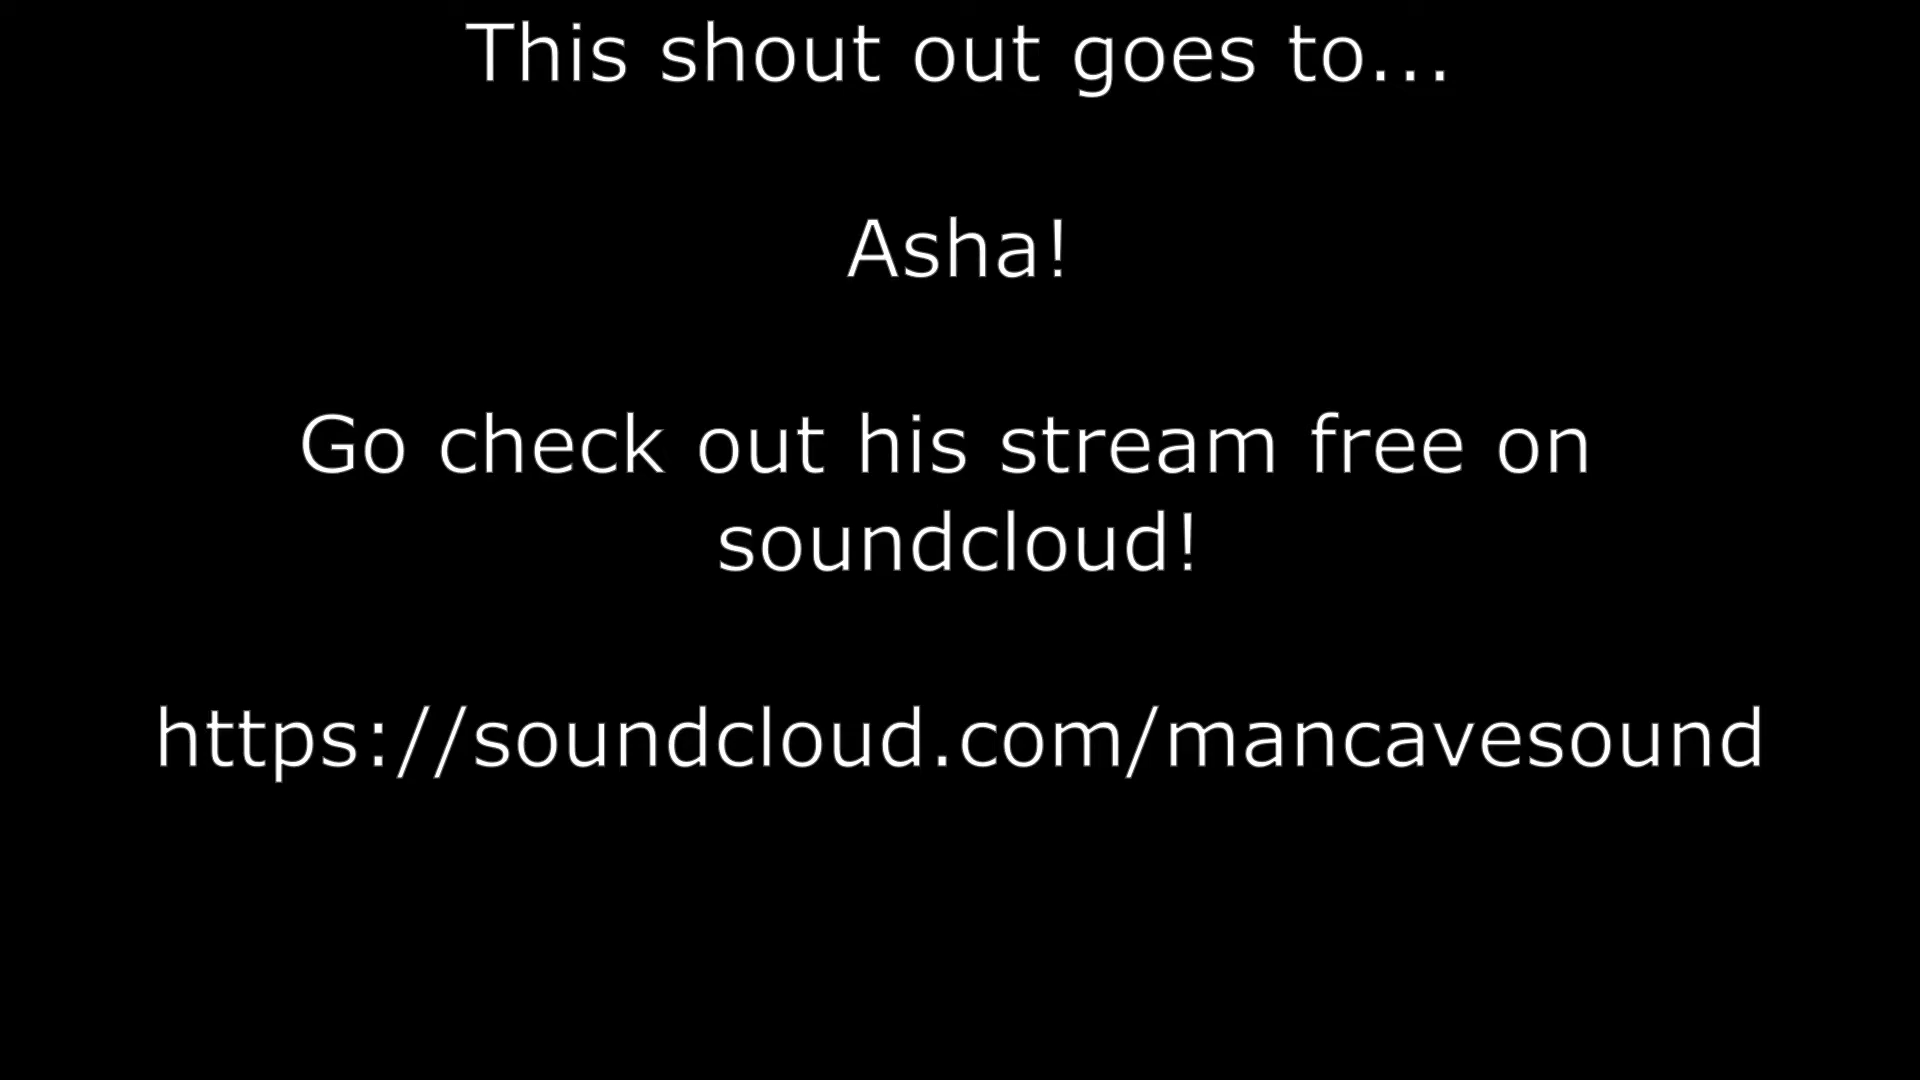 This shout out goes to...
Asha!
Go check out his stream free on
soundcloud!
https://soundcloud.com/mancavesound